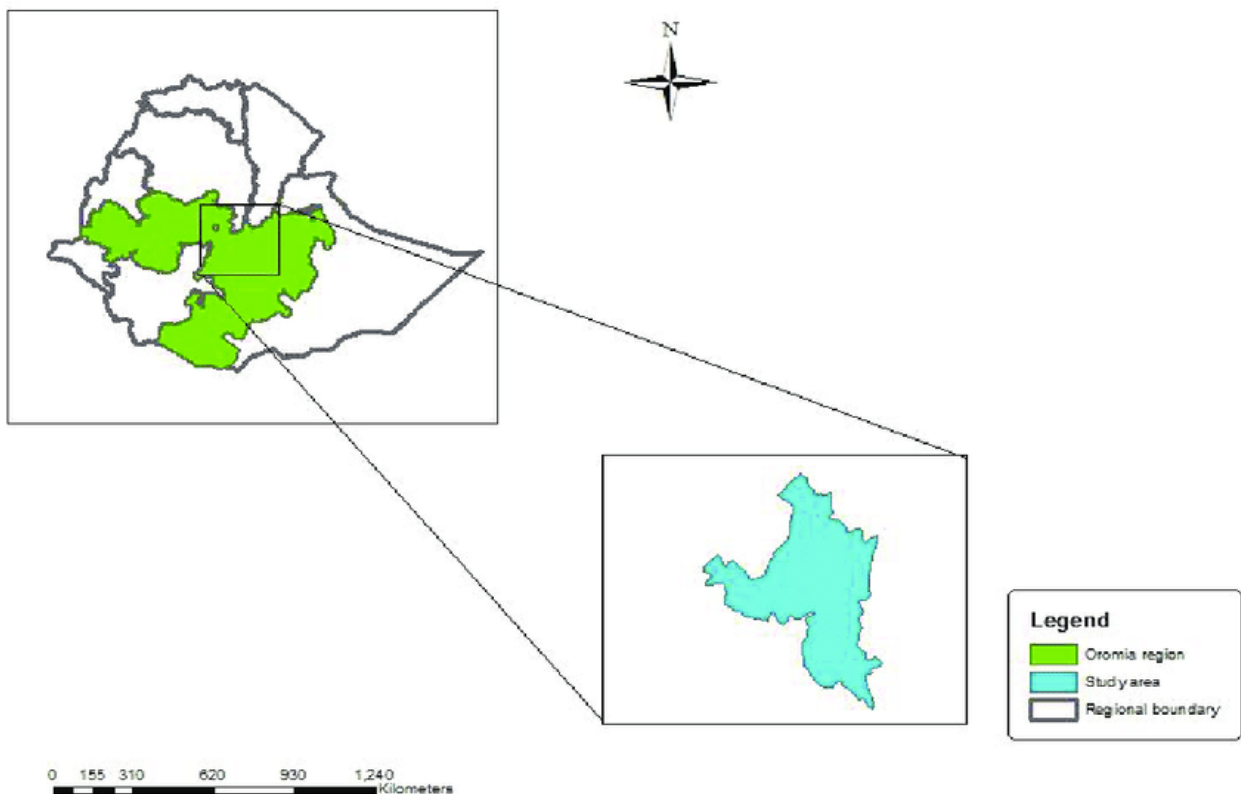 N
Legend
Oromia region
Study area
Regional boundary
0 155 310 620 930 1,240
Kilometers